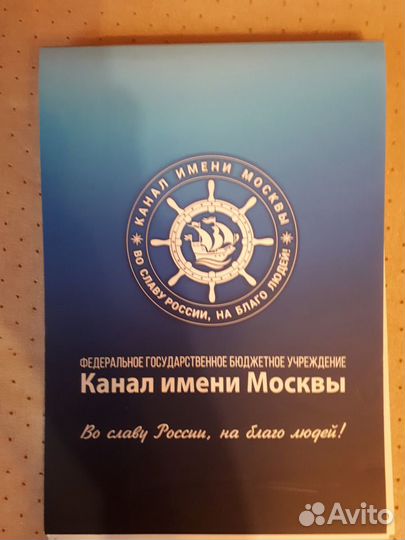 КАНАЛ ИМЕНИ МОСКВЫ
ВО СЛАВУ РОССИИ, НА БЛАГО ЛЮДЕЙ!
ФЕДЕРАЛЬНОЕ ГОСУДАРСТВЕННОЕ БЮДЖЕТНОЕ УЧРЕЖДЕНИЕ
Канал имени Москвы
Во славу России, на благо людей!
Avito